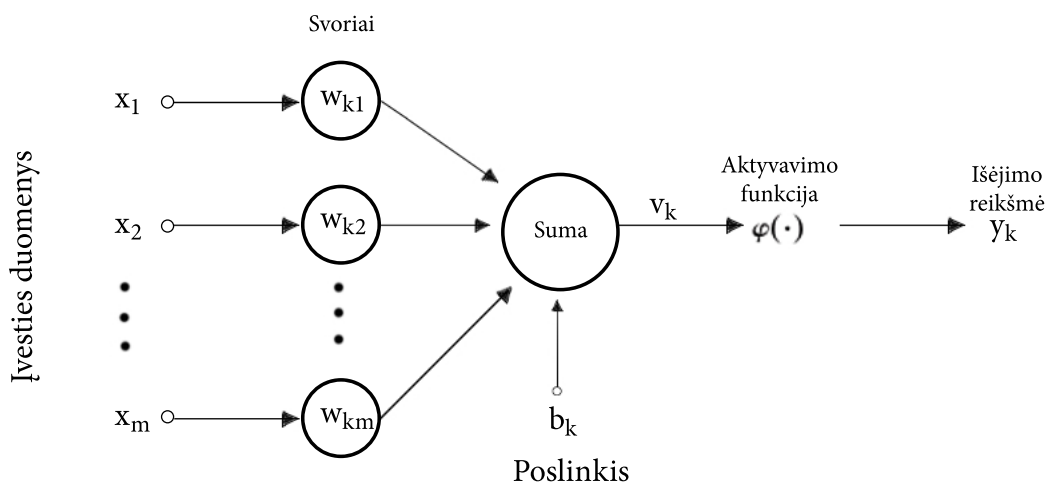 Svoriai
x1
wk1
Įvesties duomenys
x2
wk2
Suma
vk
Aktyvavimo
funkcija
φ(·)
Išėjimo
reikšmė
yk
xm
wkm
bk
Poslinkis